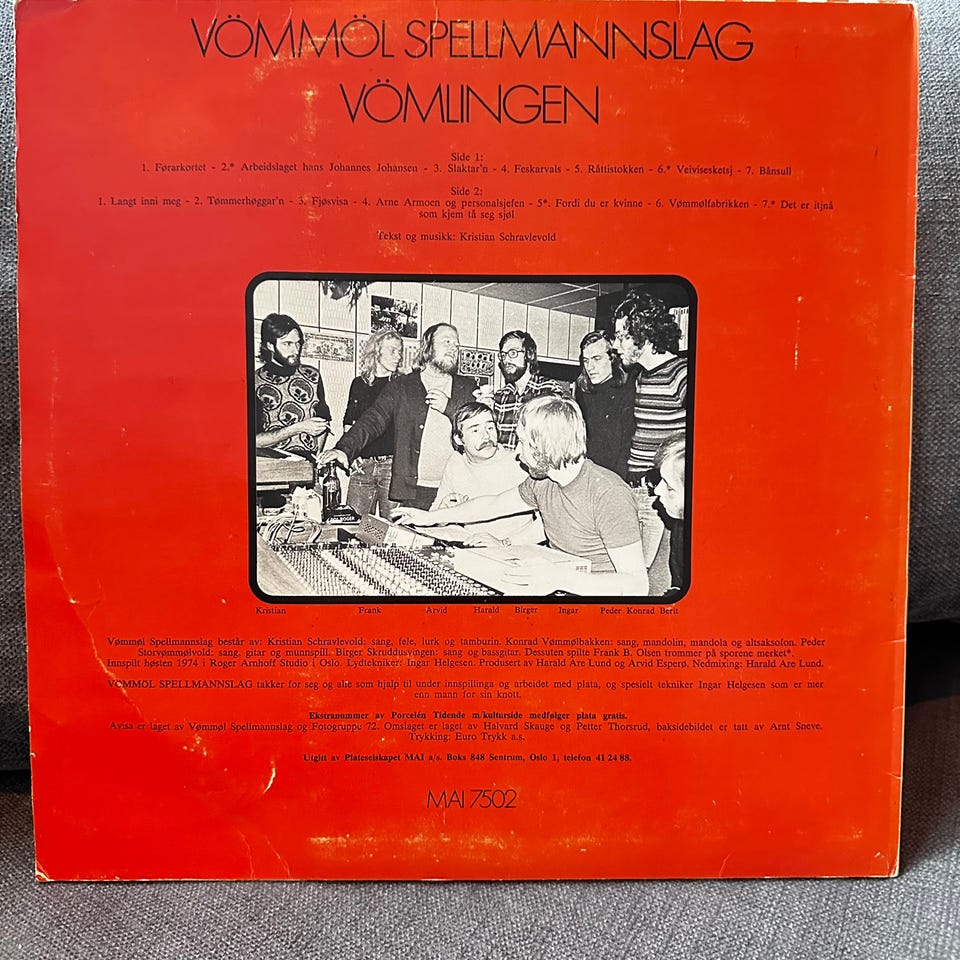 VÖMMÖL SPELLMANNSLAG
VÖMLINGEN
Side 1:
1. Førarkortet - 2.* Arbeidslaget hans Johannes Johansen - 3. Slaktar'n - 4. Feskarvals - 5. Råttistokken - 6.* Veivisesketsj - 7. Bånsull
Side 2:
1. Langt inni meg - 2. Tømmerhøggar'n - 3. Fjøsvisa - 4. Arne Armoen og personalsjefen - 5*. Fordi du er kvinne - 6. Vømmølfabrikken - 7.* Det er itjnå
som kjem tå seg sjøl
Tekst og musikk: Kristian Schravlevold
Kristian Frank Arvid Harald Birger Ingar Peder Konrad Berit
Vømmøl Spellmannslag består av: Kristian Schravlevold: sang, fele, lurk og tamburin. Konrad Vømmølbakken: sang, mandolin, mandola og altsaksofon. Peder
Storvømmølvold: sang, gitar og munnspill. Birger Skruddusvingen: sang og bassgitar. Dessuten spilte Frank B. Olsen trommer på sporene merket*.
Innspilt høsten 1974 i Roger Arnhoff Studio i Oslo. Lydtekniker: Ingar Helgesen. Produsert av Harald Are Lund og Arvid Esperø. Nedmixing: Harald Are Lund.
VØMMØL SPELLMANNSLAG takker for seg og alle som hjalp til under innspillinga og arbeidet med plata, og spesielt tekniker Ingar Helgesen som er mer
enn mann for sin knott.
Ekstranummer av Porcelén Tidende m/kulturside medfølger plata gratis.
Avisa er laget av Vømmøl Spellmannslag og Fotogruppe 72. Omslaget er laget av Halvard Skauge og Petter Thorsrud, baksidebildet er tatt av Arnt Sneve.
Trykking: Euro Trykk a.s.
Utgitt av Plateselskapet MAI a/s. Boks 848 Sentrum, Oslo 1, telefon 41 24 88.
MAI 7502